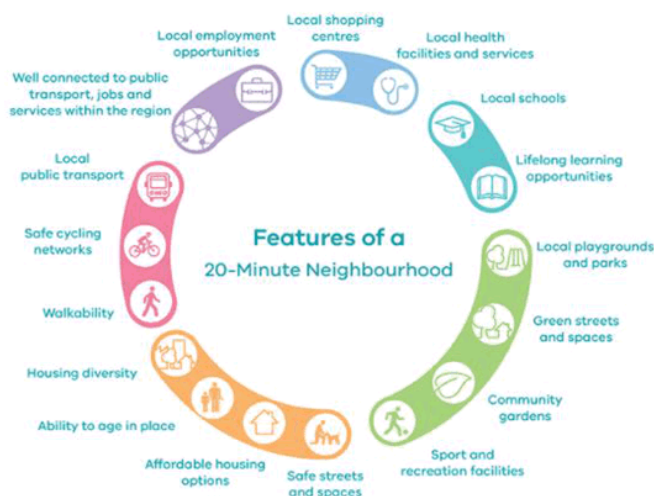 Features of a
20-Minute Neighbourhood
Local shopping
centres
Local health
facilities and services
Local schools
Lifelong learning
opportunities
Local playgrounds
and parks
Green streets
and spaces
Community
gardens
Sport and
recreation facilities
Safe streets
and spaces
Affordable housing
options
Ability to age in place
Housing diversity
Walkability
Safe cycling
networks
Local
public transport
Well connected to public
transport, jobs and
services within the region
Local employment
opportunities